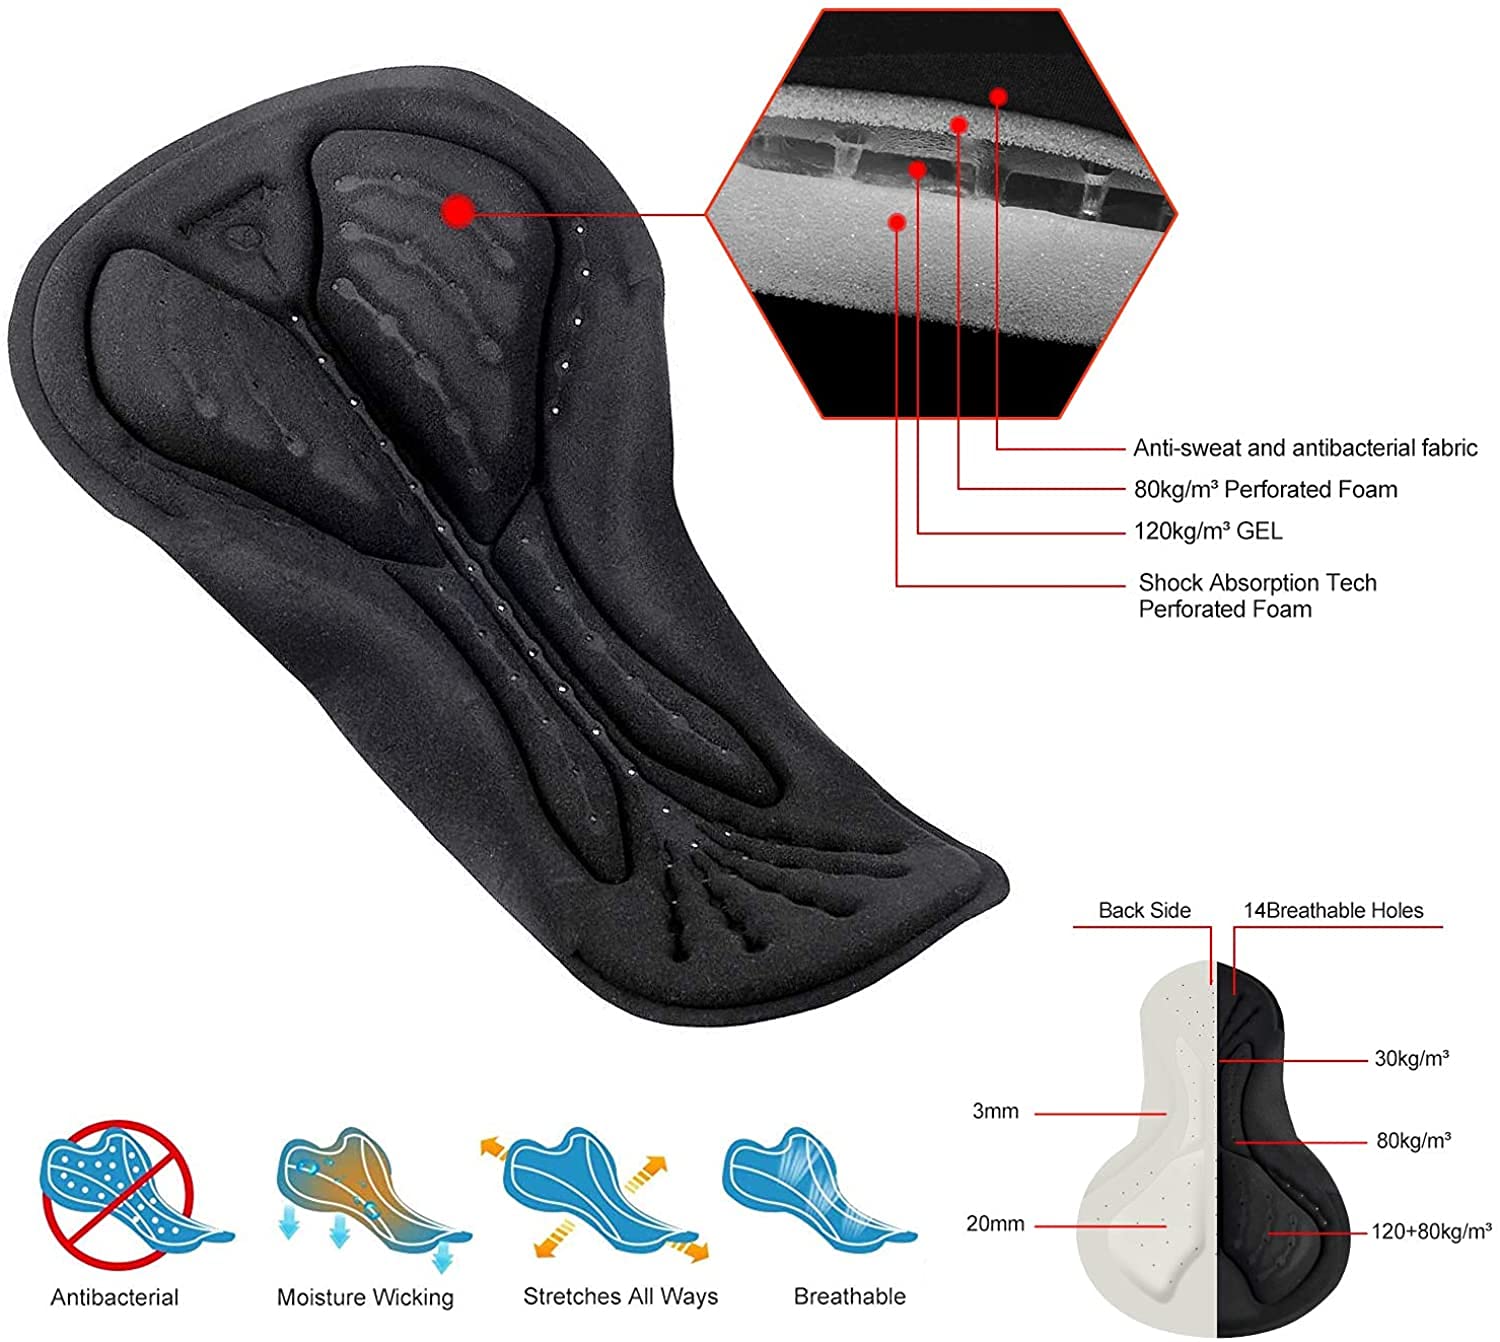 Anti-sweat and antibacterial fabric
80kg/m³ Perforated Foam
120kg/m³ GEL
Shock Absorption Tech
Perforated Foam
Back Side
14Breathable Holes
30kg/m³
3mm
80kg/m³
20mm
120+80kg/m³
Antibacterial
Moisture Wicking
Stretches All Ways
Breathable